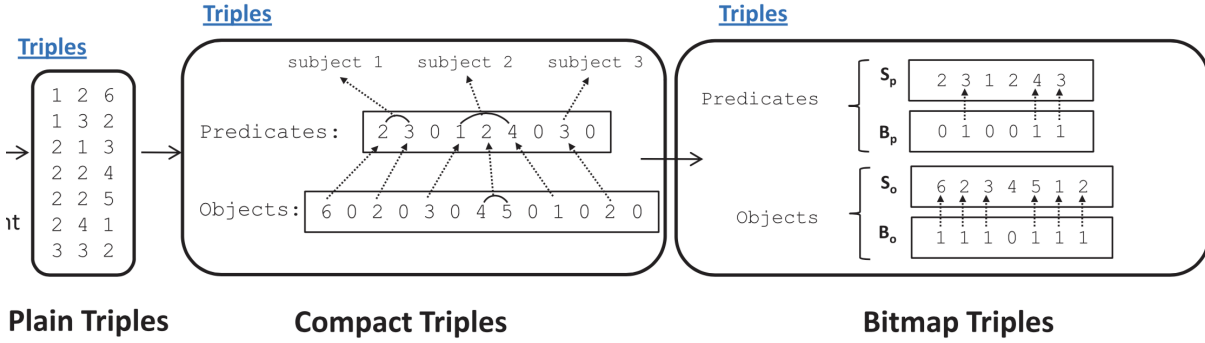 Triples
1 2 6
1 3 2
2 1 3
2 2 4
2 2 5
2 4 1
3 3 2
Plain Triples
Triples
subject 1 subject 2 subject 3
Predicates: 2 3 0 1 2 4 0 3 0
Objects: 6 0 2 0 3 0 4 5 0 1 0 2 0
Compact Triples
Triples
Predicates
Sp 2 3 1 2 4 3
Bp 0 1 0 0 1 1
Objects
So 6 2 3 4 5 1 2
Bo 1 1 1 0 1 1 1
Bitmap Triples